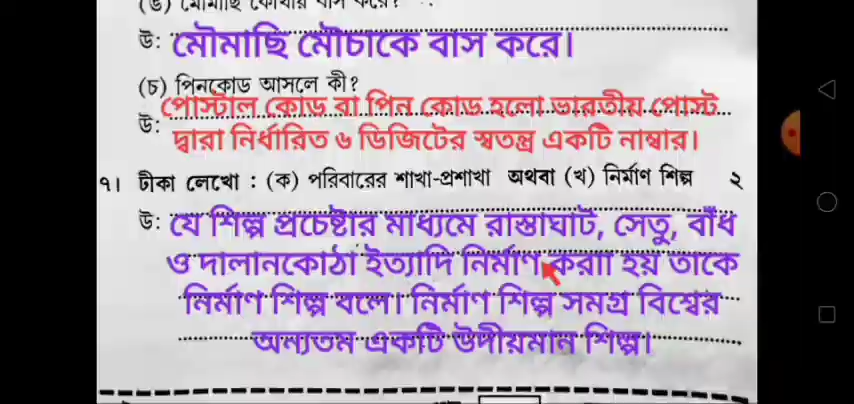 (ঙ) মৌমাছি কোথায় বাস করে?
উ: মৌমাছি মৌচাকে বাস করে।
(চ) পিনকোড আসলে কী?
পোস্টাল কোড বা পিন কোড হলো ভারতীয় পোস্ট
উ: দ্বারা নির্ধারিত ৬ ডিজিটের স্বতন্ত্র একটি নাম্বার।
৭। টীকা লেখো : (ক) পরিবারের শাখা-প্রশাখা অথবা (খ) নির্মাণ শিল্প ২
উ: যে শিল্প প্রচেষ্টার মাধ্যমে রাস্তাঘাট, সেতু, বাঁধ
ও দালানকোঠা ইত্যাদি নির্মাণ করাা হয় তাকে
নির্মাণ শিল্প বলে। নির্মাণ শিল্প সমগ্র বিশ্বের
অন্যতম একটি উদীয়মান শিল্প।